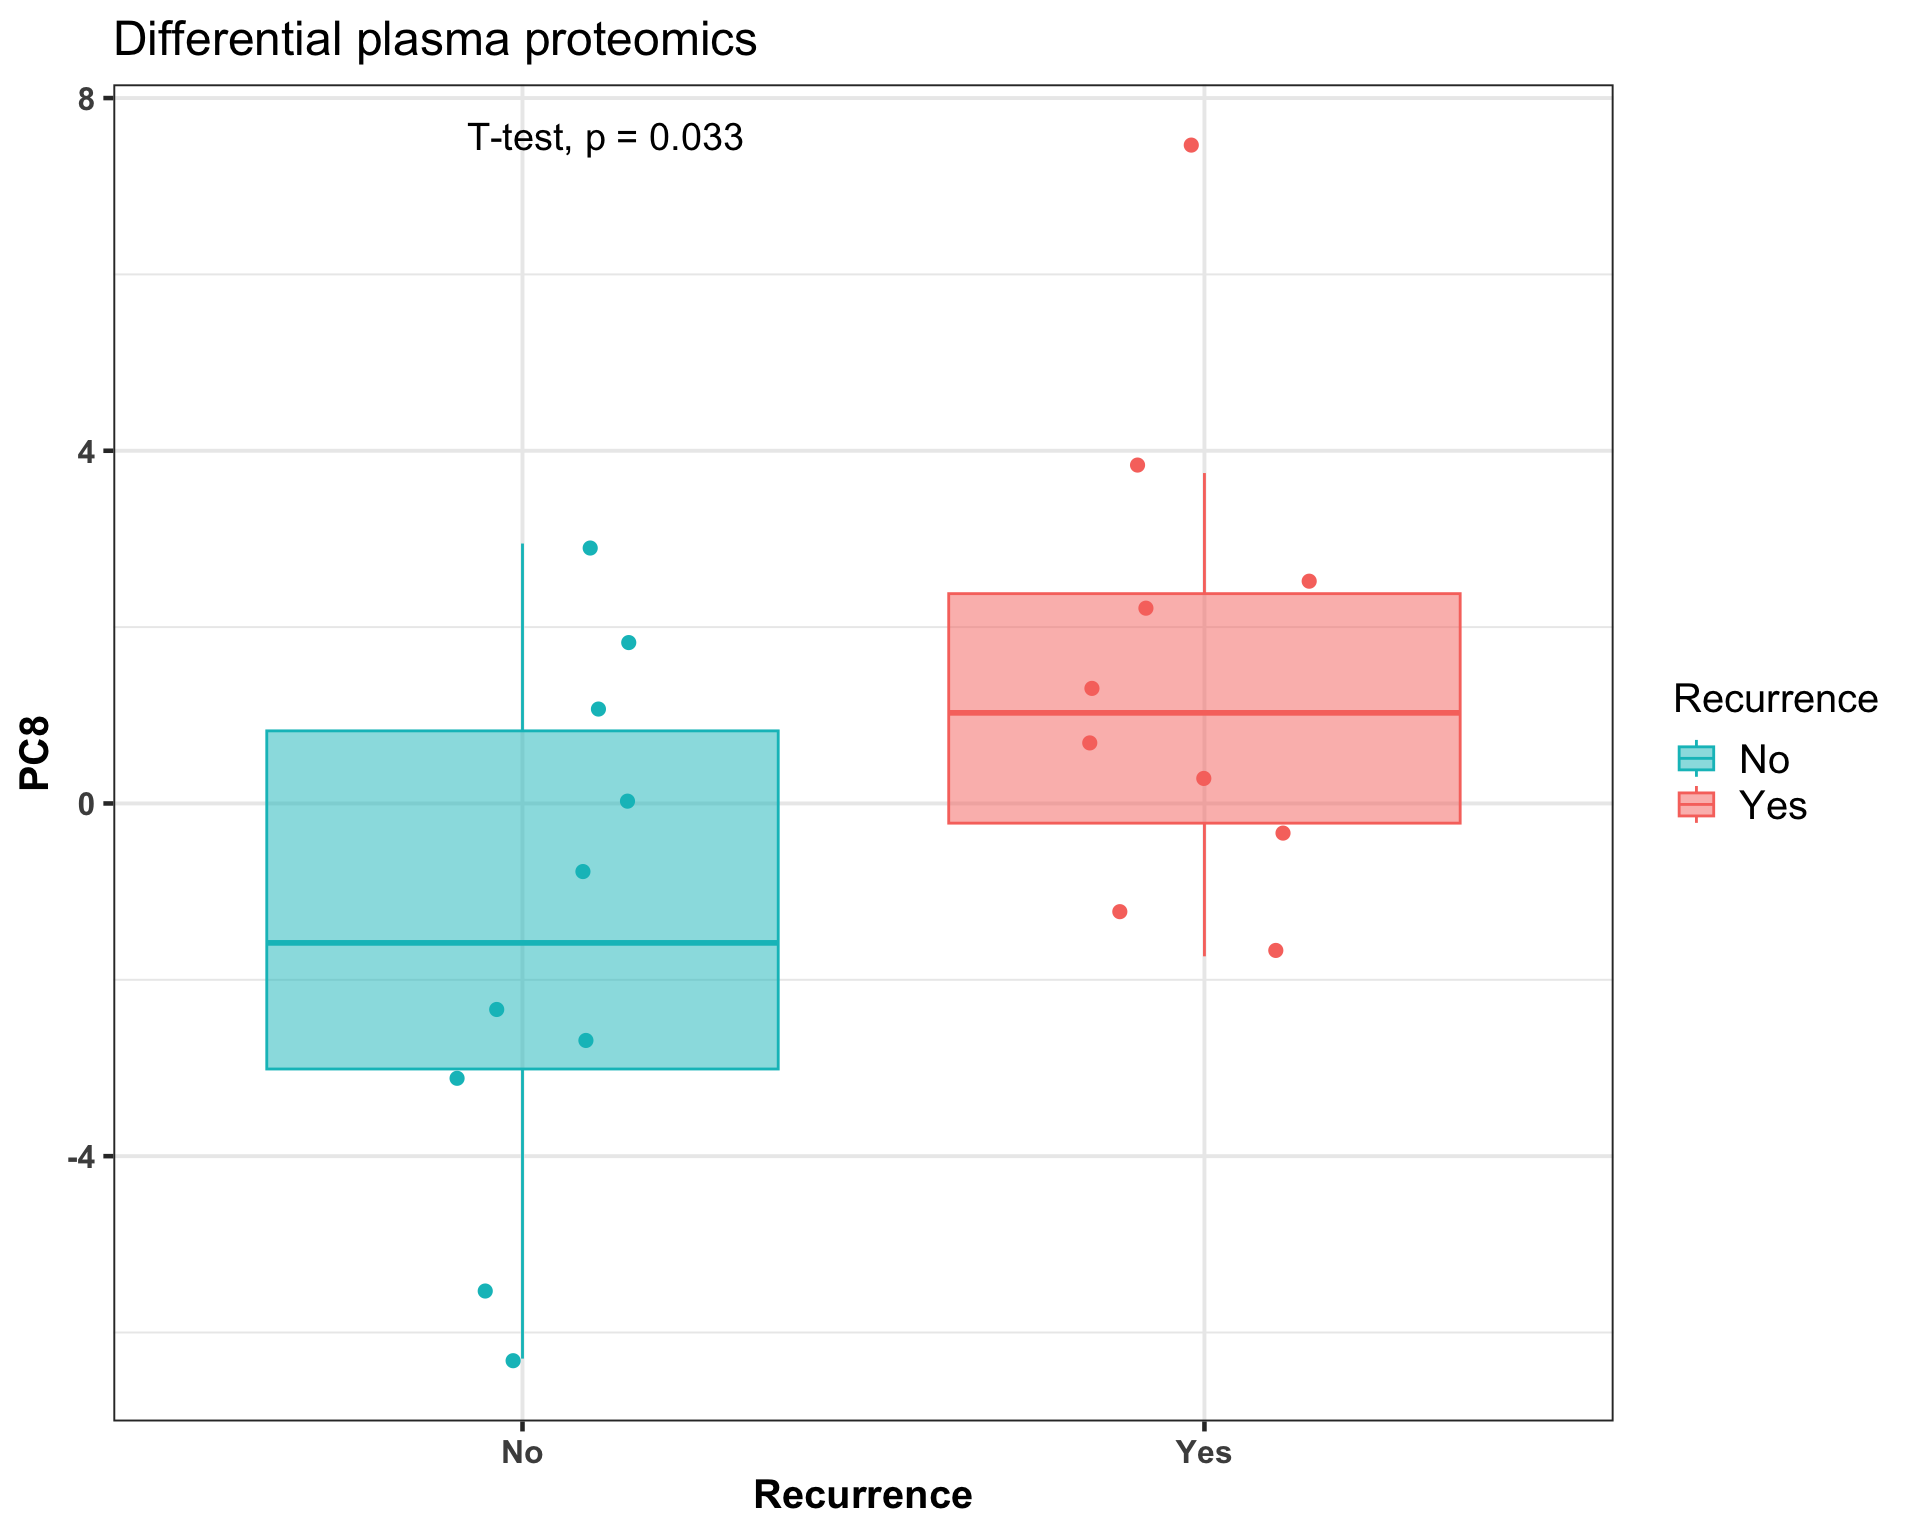 Differential plasma proteomics
8
T-test, p = 0.033
4
0
-4
PC8
No
Yes
Recurrence
Recurrence
No
Yes